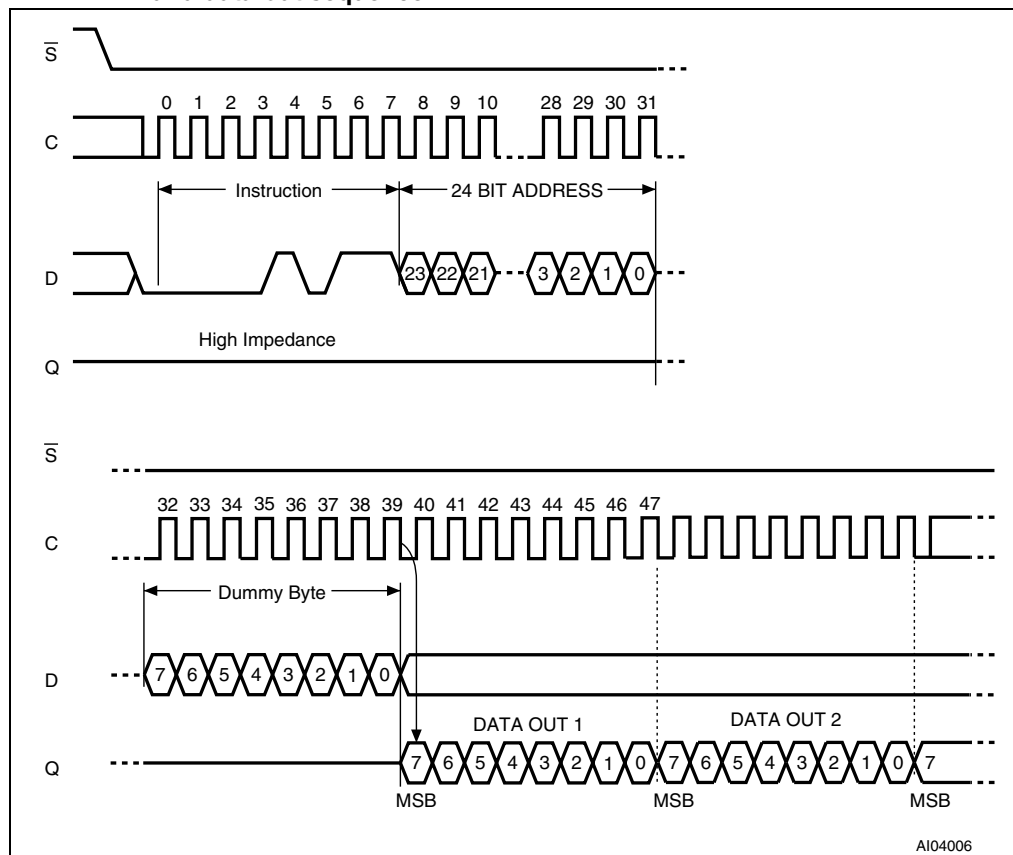 S
0 1 2 3 4 5 6 7 8 9 10 28 29 30 31
C
Instruction 24 BIT ADDRESS
D 23 22 21 3 2 1 0
High Impedance
Q
S
32 33 34 35 36 37 38 39 40 41 42 43 44 45 46 47
C
Dummy Byte
D 7 6 5 4 3 2 1 0
DATA OUT 1 DATA OUT 2
Q 7 6 5 4 3 2 1 0 7 6 5 4 3 2 1 0 7
MSB MSB MSB
AI04006